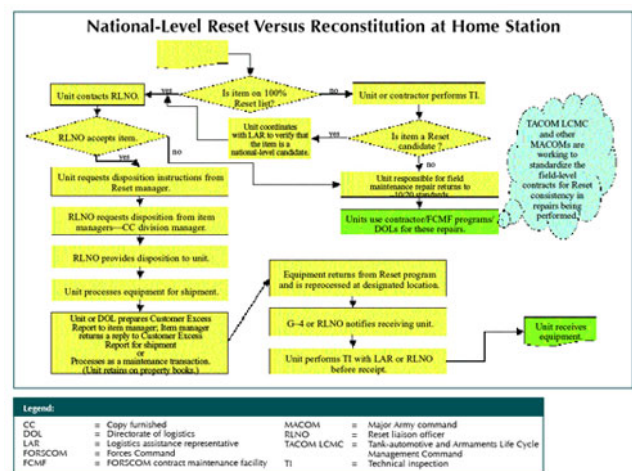 National-Level Reset Versus Reconstitution at Home Station
Is item on 100%
Reset list?
yes
no
Unit contacts RLNO.
Unit or contractor performs TI.
RLNO accepts item.
yes
no
Unit coordinates
with LAR to verify that
the item is a
national-level candidate.
yes
Is item a Reset
candidate ?
no
TACOM LCMC
and other
MACOMs are
working to
standardize the
field-level
contracts for Reset
consistency in
repairs being
performed.
Unit requests disposition instructions
from Reset manager.
Unit responsible for field
maintenance repair returns to
10/20 standards
Units use contractor/FCMF programs/
DOLs for these repairs.
RLNO requests disposition from item
managers—CC division manager.
RLNO provides disposition to unit.
Unit processes equipment for shipment.
Unit or DOL prepares Customer Excess
Report to item manager; Item manager
returns a reply to Customer Excess
Report for shipment
or
Processes as a maintenance transaction.
(Unit retains on property books.)
Equipment returns from Reset program
and is reprocessed at designated location.
G-4 or RLNO notifies receiving unit.
Unit performs TI with LAR or RLNO
before receipt.
Unit receives
equipment.
Legend:
CC = Copy furnished
DOL = Directorate of logistics
LAR = Logistics assistance representative
FORSCOM = Forces Command
FCMF = FORSCOM contract maintenance facility
MACOM = Major Army command
RLNO = Reset liaison officer
TACOM LCMC = Tank-automotive and Armaments Life Cycle
Management Command
TI = Technical inspection